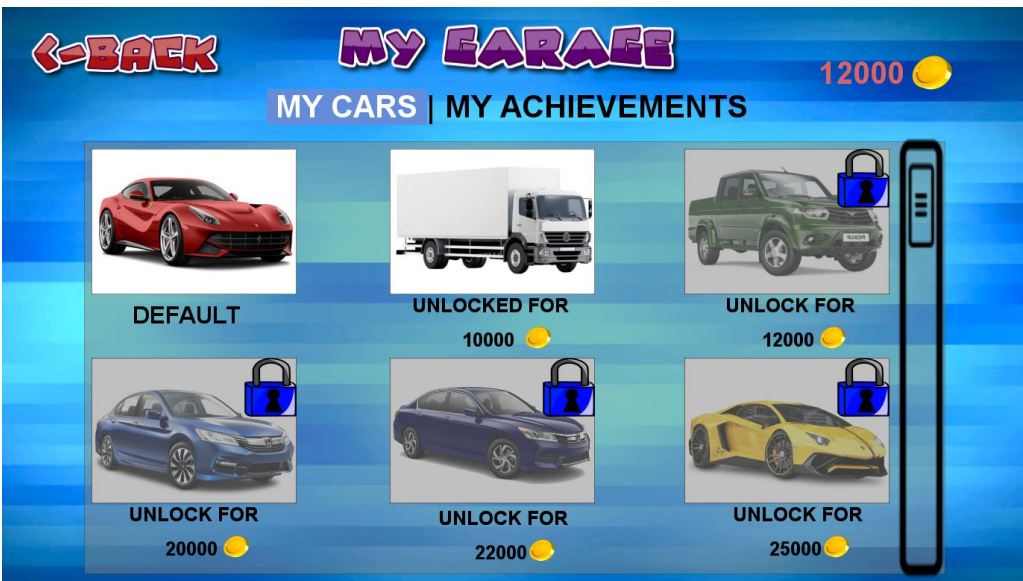 <-BACK
MY GARAGE
12000
MY CARS | MY ACHIEVEMENTS
PICKUP
DEFAULT
UNLOCKED FOR
10000
UNLOCK FOR
12000
UNLOCK FOR
20000
UNLOCK FOR
22000
UNLOCK FOR
25000